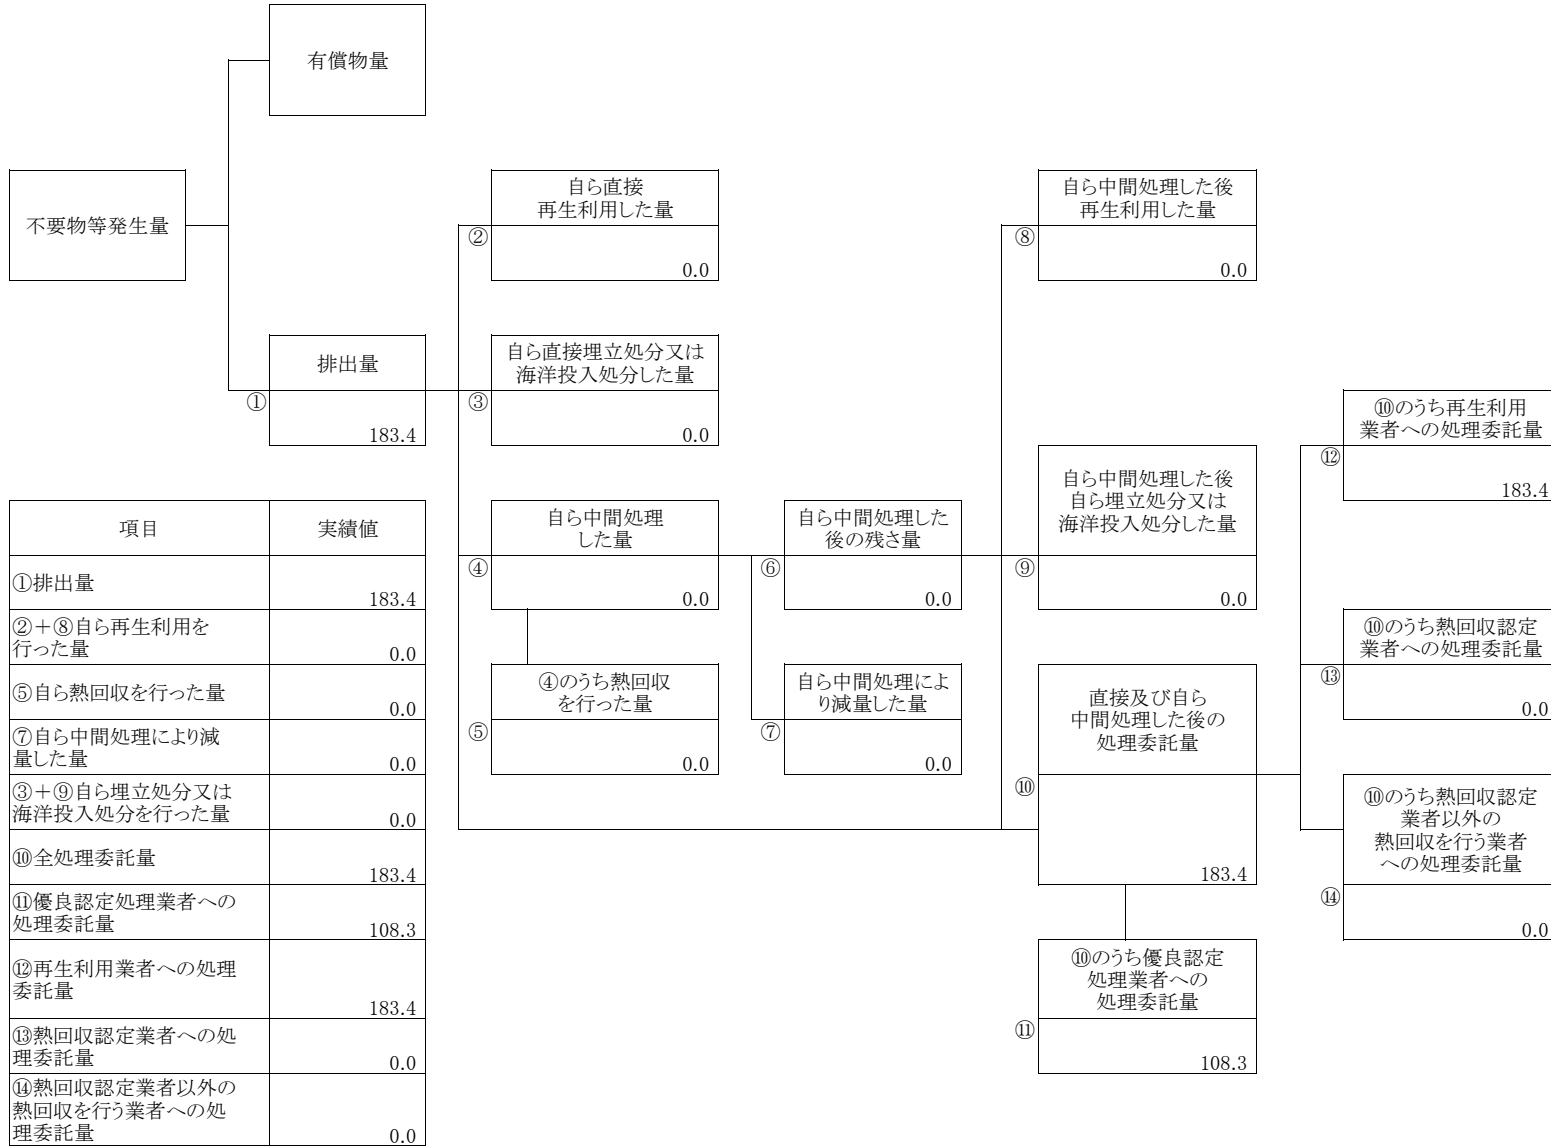 有償物量
不要物等発生量
自ら直接
再生利用した量
②
0.0
自ら中間処理した後
再生利用した量
⑧
0.0
排出量
①
183.4
自ら直接埋立処分又は
海洋投入処分した量
③
0.0
⑩のうち再生利用
業者への処理委託量
⑫
183.4
自ら中間処理
した量
④
0.0
自ら中間処理した
後の残さ量
⑥
0.0
自ら中間処理した後
自ら埋立処分又は
海洋投入処分した量
⑨
0.0
⑩のうち熱回収認定
業者への処理委託量
⑬
0.0
④のうち熱回収
を行った量
⑤
0.0
自ら中間処理によ
り減量した量
⑦
0.0
直接及び自ら
中間処理した後の
処理委託量
⑩
183.4
⑩のうち熱回収認定
業者以外の
熱回収を行う業者
への処理委託量
⑭
0.0
⑩のうち優良認定
処理業者への
処理委託量
⑪
108.3
項目 実績値
①排出量
183.4
②+⑧自ら再生利用を
行った量
0.0
⑤自ら熱回収を行った量
0.0
⑦自ら中間処理により減
量した量
0.0
③+⑨自ら埋立処分又は
海洋投入処分を行った量
0.0
⑩全処理委託量
183.4
⑪優良認定処理業者への
処理委託量
108.3
⑫再生利用業者への処理
委託量
183.4
⑬熱回収認定業者への処
理委託量
0.0
⑭熱回収認定業者以外の
熱回収を行う業者への処
理委託量
0.0